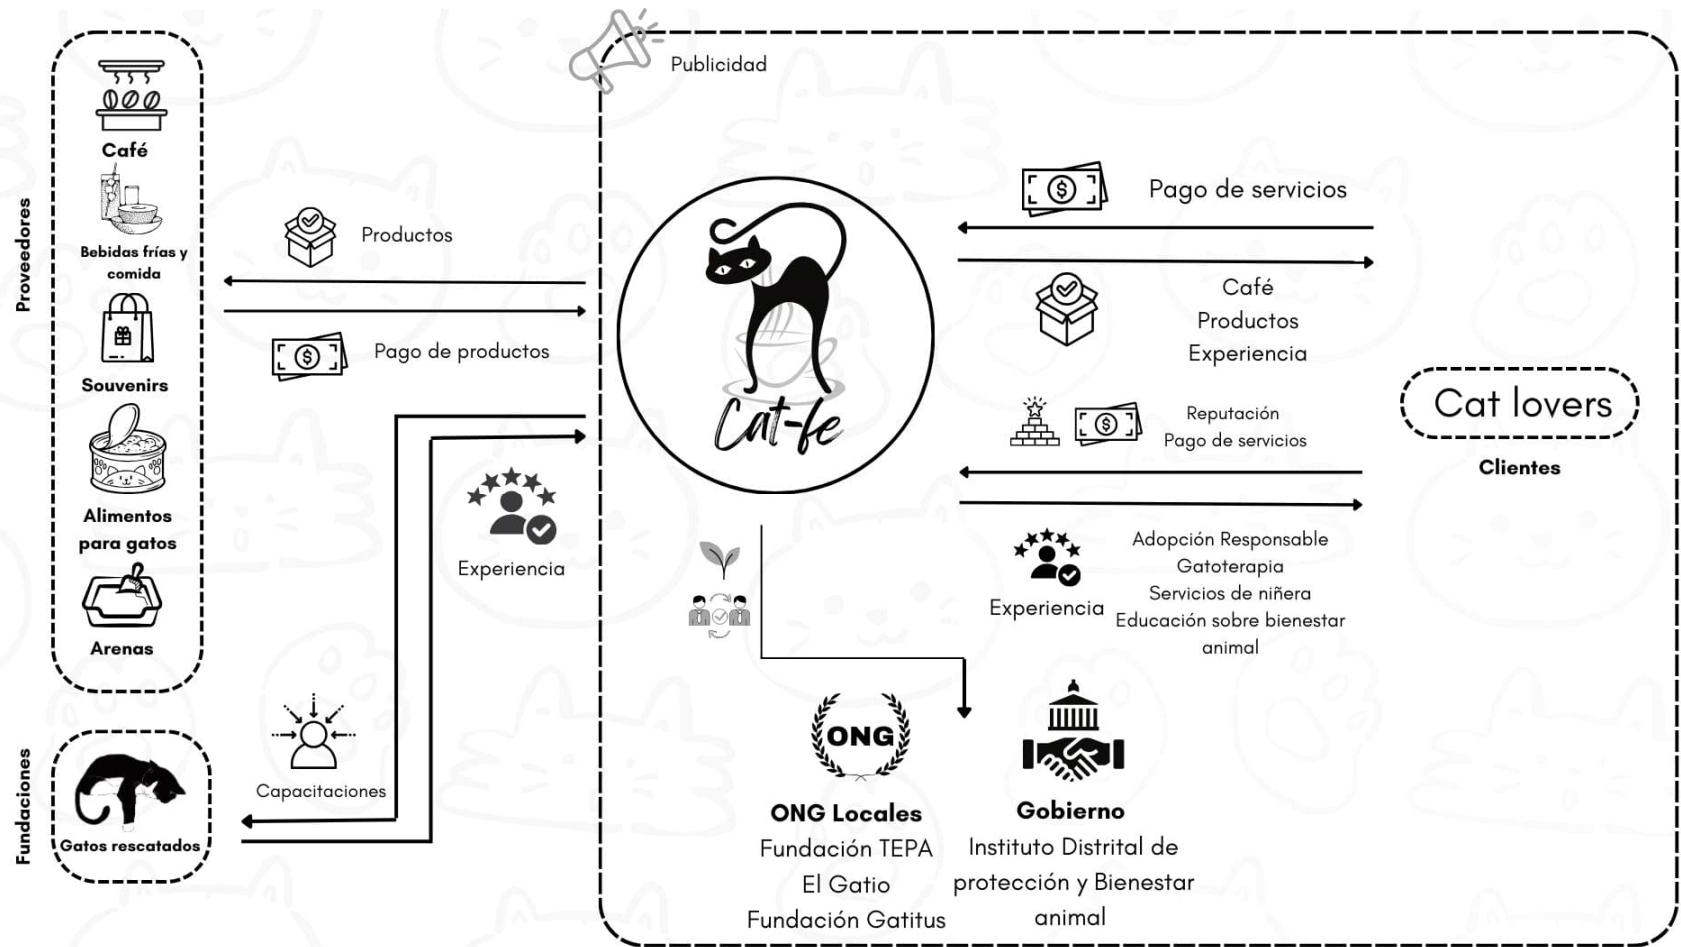 Publicidad
Proveedores
Café
Bebidas frías y
comida
Souvenirs
Alimentos
para gatos
Arenas
Productos
Pago de productos
Cat-fe
Pago de servicios
Café
Productos
Experiencia
Reputación
Pago de servicios
Cat lovers
Clientes
Experiencia
Experiencia
Adopción Responsable
Gatoterapia
Servicios de niñera
Educación sobre bienestar
animal
Fundaciones
Gatos rescatados
Capacitaciones
ONG
ONG Locales
Fundación TEPA
El Gatio
Fundación Gatitus
Gobierno
Instituto Distrital de
protección y Bienestar
animal